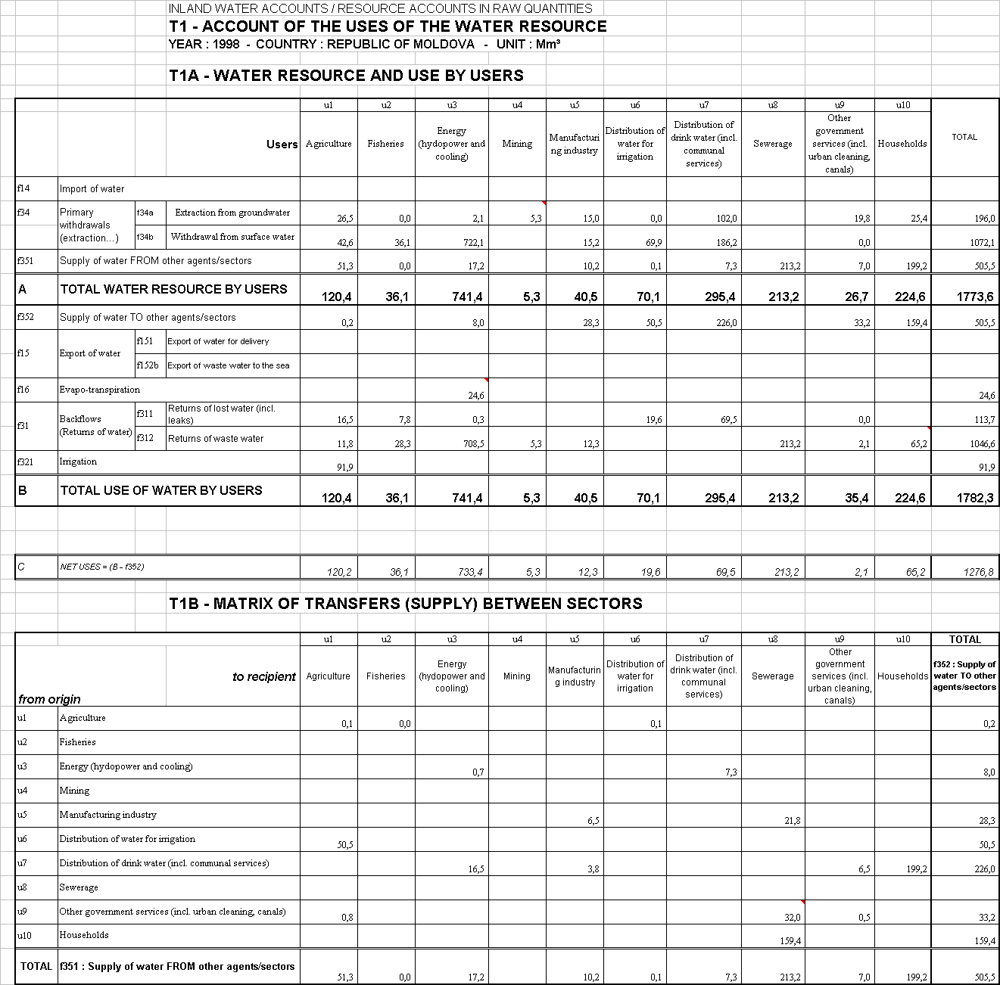 INLAND WATER ACCOUNTS / RESOURCE ACCOUNTS IN RAW QUANTITIES
T1 - ACCOUNT OF THE USES OF THE WATER RESOURCE
YEAR : 1998 - COUNTRY : REPUBLIC OF MOLDOVA - UNIT : Mm³
T1A - WATER RESOURCE AND USE BY USERS
u1 u2 u3 u4 u5 u6 u7 u8 u9 u10
Users
Agriculture
Fisheries
Energy
(hydopower and
cooling)
Mining
Manufacturi
ng industry
Distribution of
water for
irrigation
Distribution of
drink water (incl.
communal
services)
Sewerage
Other
government
services (incl.
urban cleaning,
canals)
Households
TOTAL
f14 Import of water
f34 Primary
withdrawals
(extraction...)
f34a Extraction from groundwater 26,5 0,0 2,1 5,3 15,0 0,0 102,0 19,8 25,4 196,0
f34b Withdrawal from surface water 42,6 36,1 722,1 15,2 69,9 186,2 0,0 1072,1
f351 Supply of water FROM other agents/sectors 51,3 0,0 17,2 10,2 0,1 7,3 213,2 7,0 199,2 505,5
A TOTAL WATER RESOURCE BY USERS 120,4 36,1 741,4 5,3 40,5 70,1 295,4 213,2 26,7 224,6 1773,6
f352 Supply of water TO other agents/sectors 0,2 8,0 28,3 50,5 226,0 33,2 159,4 505,5
f15 Export of water
f151 Export of water for delivery
f152b Export of waste water to the sea
f16 Evapo-transpiration 24,6 24,6
f31 Backflows
(Returns of water)
f311 Returns of lost water (incl.
leaks) 16,5 7,8 0,3 19,6 69,5 0,0 113,7
f312 Returns of waste water 11,8 28,3 708,5 5,3 12,3 213,2 2,1 65,2 1046,6
f321 Irrigation 91,9 91,9
B TOTAL USE OF WATER BY USERS 120,4 36,1 741,4 5,3 40,5 70,1 295,4 213,2 35,4 224,6 1782,3
C NET USES = (B - f352) 120,2 36,1 733,4 5,3 12,3 19,6 69,5 213,2 2,1 65,2 1276,8
T1B - MATRIX OF TRANSFERS (SUPPLY) BETWEEN SECTORS
u1 u2 u3 u4 u5 u6 u7 u8 u9 u10 TOTAL
to recipient
from origin
Agriculture
Fisheries
Energy
(hydopower and
cooling)
Mining
Manufacturin
g industry
Distribution of
water for
irrigation
Distribution of
drink water (incl.
communal
services)
Sewerage
Other
government
services (incl.
urban cleaning,
canals)
Households
f352 : Supply of
water TO other
agents/sectors
u1 Agriculture 0,1 0,0 0,1 0,2
u2 Fisheries
u3 Energy (hydopower and cooling) 0,7 7,3 8,0
u4 Mining
u5 Manufacturing industry 6,5 21,8 28,3
u6 Distribution of water for irrigation 50,5 50,5
u7 Distribution of drink water (incl. communal services) 16,5 3,8 6,5 199,2 226,0
u8 Sewerage
u9 Other government services (incl. urban cleaning, canals) 0,8 32,0 0,5 33,2
u10 Households 159,4 159,4
TOTAL f351 : Supply of water FROM other agents/sectors 51,3 0,0 17,2 10,2 0,1 7,3 213,2 7,0 199,2 505,5